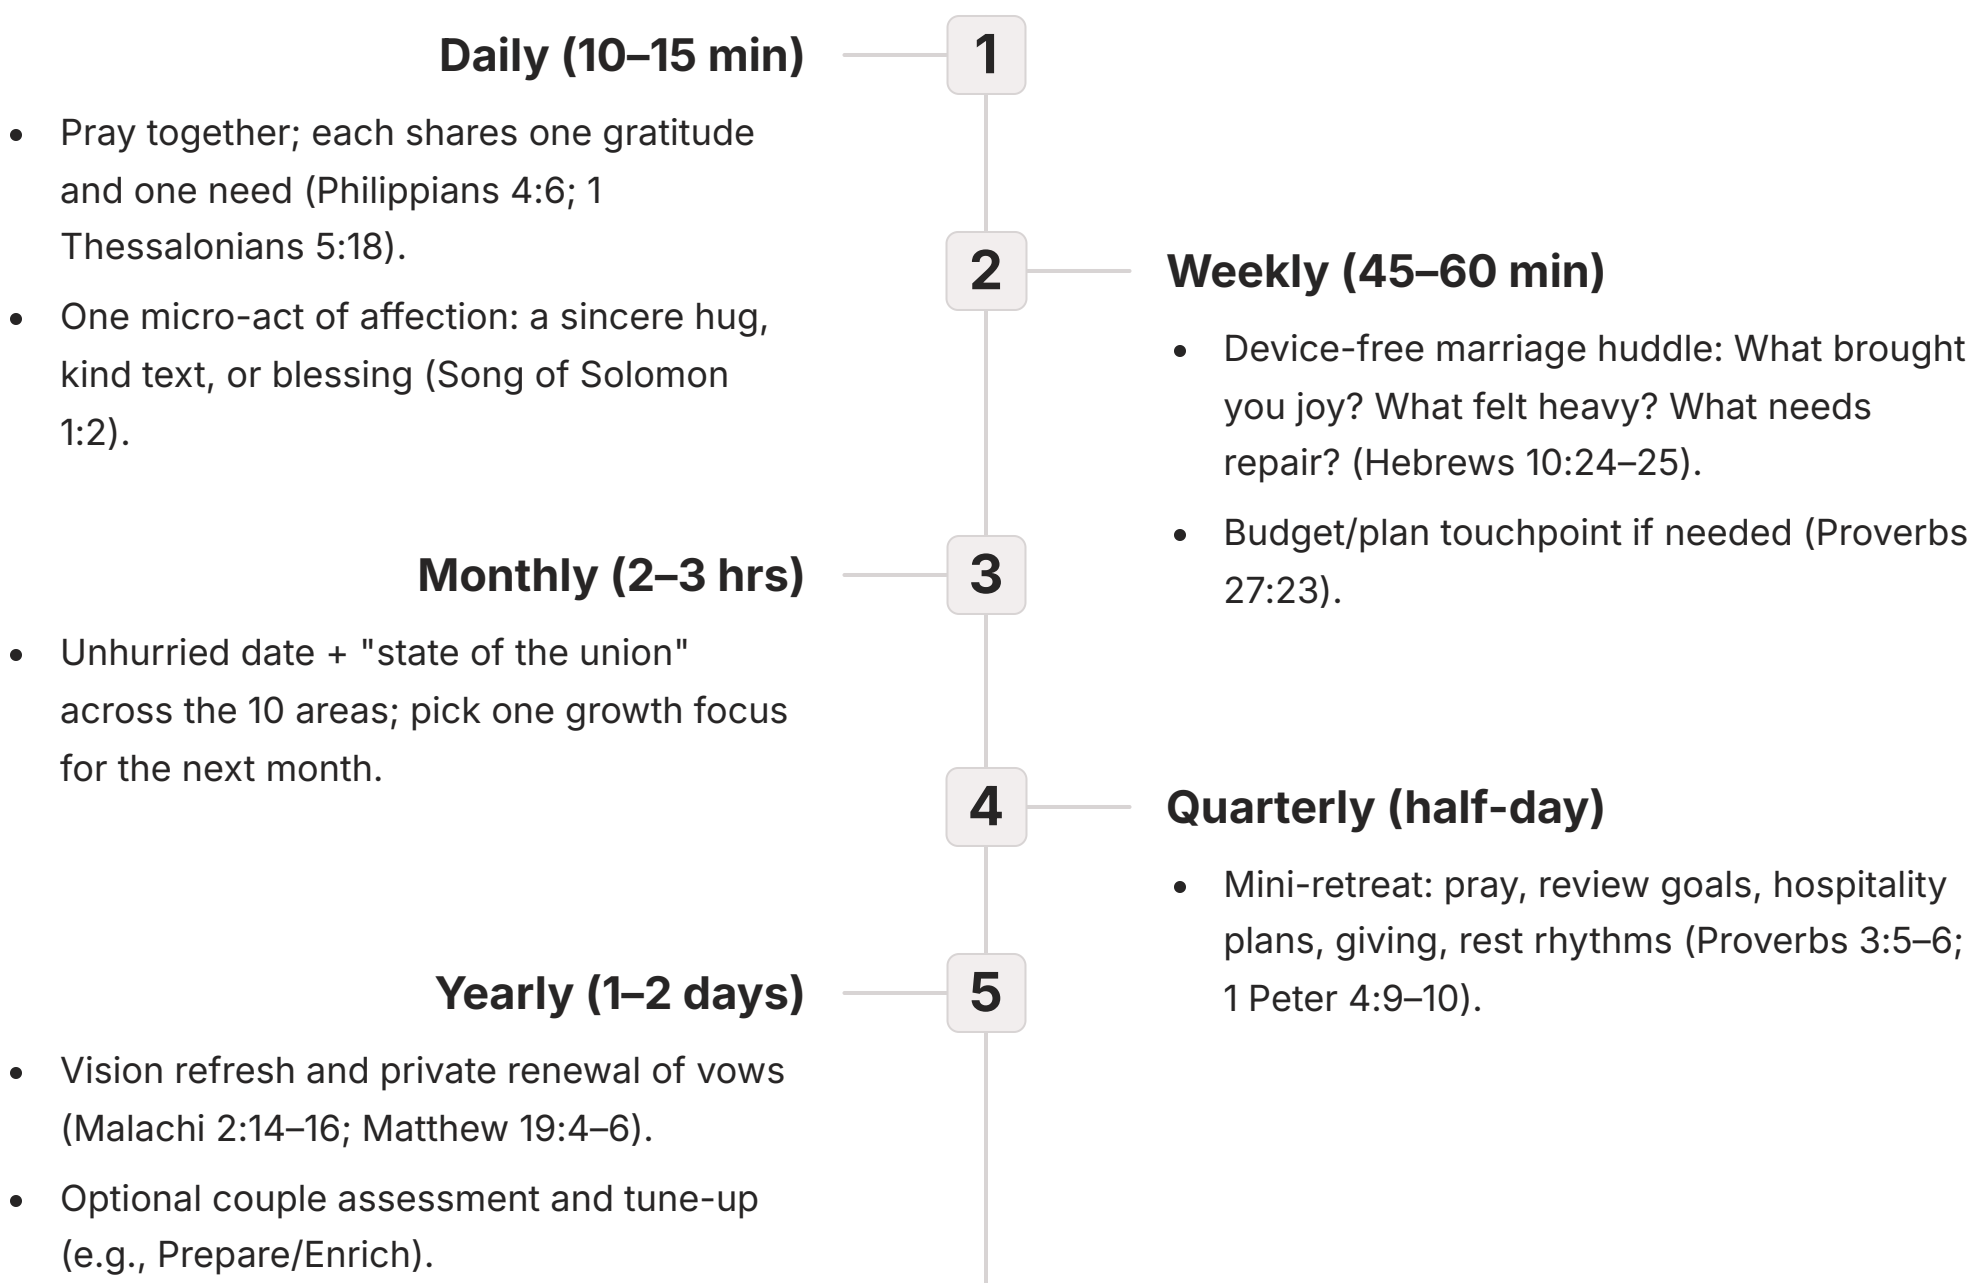 Daily (10–15 min)
1
• Pray together; each shares one gratitude
and one need (Philippians 4:6; 1
Thessalonians 5:18).
• One micro-act of affection: a sincere hug,
kind text, or blessing (Song of Solomon
1:2).
2
Weekly (45–60 min)
• Device-free marriage huddle: What brought
you joy? What felt heavy? What needs
repair? (Hebrews 10:24–25).
• Budget/plan touchpoint if needed (Proverbs
27:23).
Monthly (2–3 hrs)
3
• Unhurried date + "state of the union"
across the 10 areas; pick one growth focus
for the next month.
4
Quarterly (half-day)
• Mini-retreat: pray, review goals, hospitality
plans, giving, rest rhythms (Proverbs 3:5–6;
1 Peter 4:9–10).
Yearly (1–2 days)
5
• Vision refresh and private renewal of vows
(Malachi 2:14–16; Matthew 19:4–6).
• Optional couple assessment and tune-up
(e.g., Prepare/Enrich).